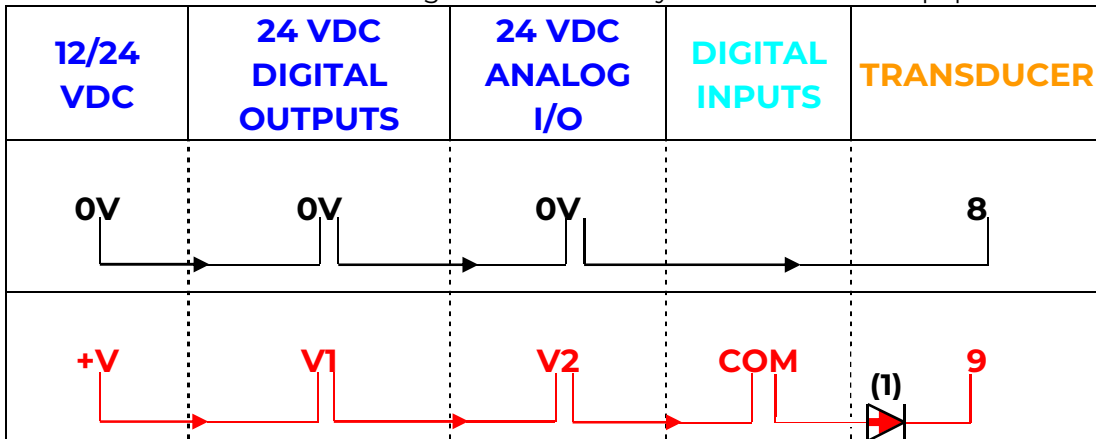 12/24
VDC
24 VDC
DIGITAL
OUTPUTS
24 VDC
ANALOG
I/O
DIGITAL
INPUTS
TRANSDUCER
0V 0V 0V 8
+V V1 V2 COM 9
(1)